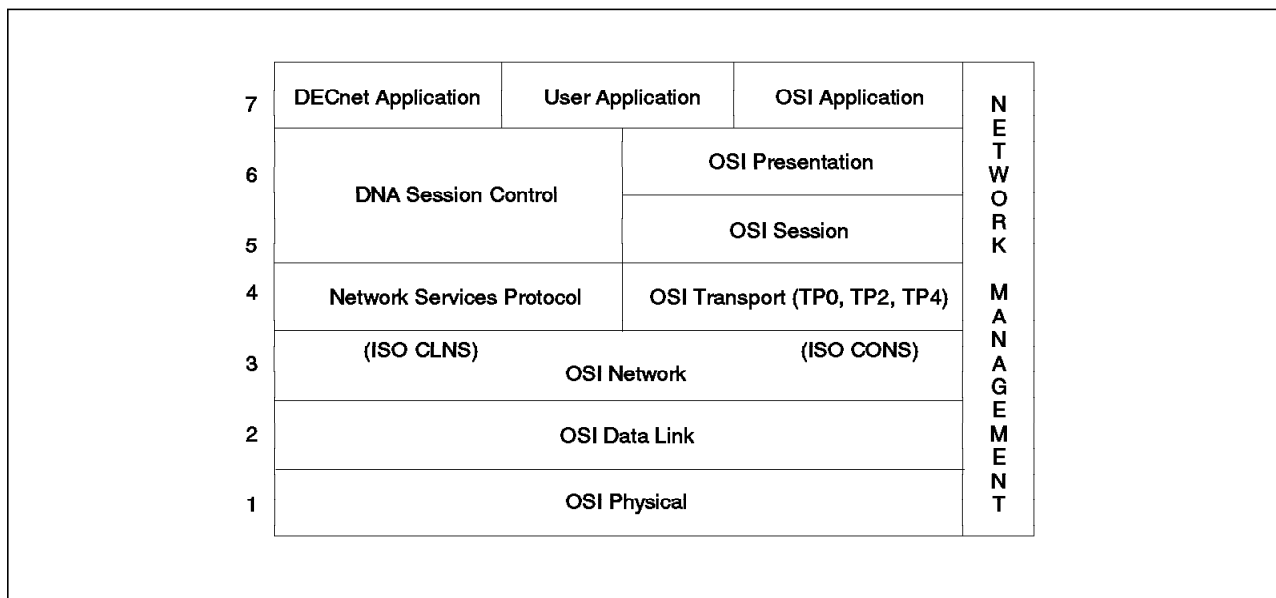 7
DECnet Application
User Application
OSI Application
6
DNA Session Control
OSI Presentation
5
OSI Session
4
Network Services Protocol
OSI Transport (TP0, TP2, TP4)
3
(ISO CLNS)
(ISO CONS)
OSI Network
2
OSI Data Link
1
OSI Physical
NETWORK MANAGEMENT